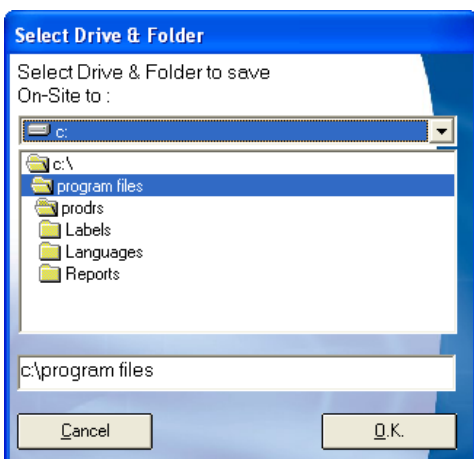 Select Drive & Folder
Select Drive & Folder to save
On-Site to :
c:
c:\
program files
prodrs
Labels
Languages
Reports
c:\program files
Cancel
O.K.